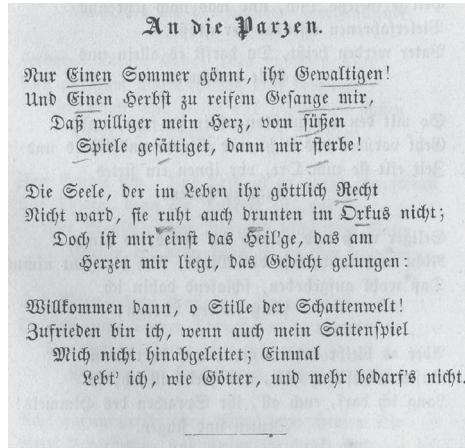 An die Parzen.
Nur Einen Sommer gönnt, ihr Gewaltigen!
Und Einen Herbst zu reifem Gesange mir,
Daß williger mein Herz, vom süßen
Spiele gesättiget, dann mir sterbe!
Die Seele, der im Leben ihr göttlich Recht
Nicht ward, sie ruht auch drunten im Orkus nicht;
Doch ist mir einst das Heil'ge, das am
Herzen mir liegt, das Gedicht gelungen:
Willkommen dann, o Stille der Schattenwelt!
Zufrieden bin ich, wenn auch mein Saitenspiel
Mich nicht hinabgeleitet; Einmal
Lebt' ich, wie Götter, und mehr bedarf's nicht.